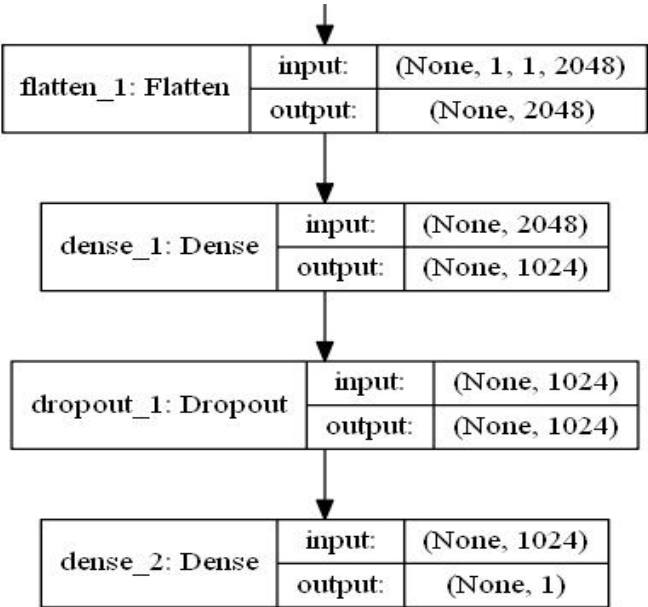 flatten_1: Flatten
input: (None, 1, 1, 2048)
output: (None, 2048)
dense_1: Dense
input: (None, 2048)
output: (None, 1024)
dropout_1: Dropout
input: (None, 1024)
output: (None, 1024)
dense_2: Dense
input: (None, 1024)
output: (None, 1)